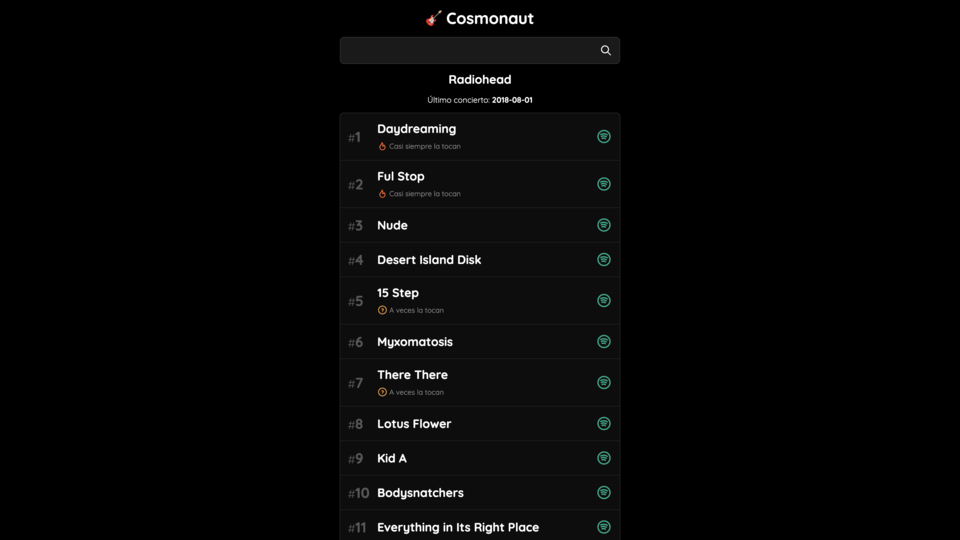 🎸 Cosmonaut
Radiohead
Último concierto: 2018-08-01
#1
Daydreaming
Casi siempre la tocan
#2
Ful Stop
Casi siempre la tocan
#3 Nude
#4 Desert Island Disk
#5
15 Step
A veces la tocan
#6 Myxomatosis
#7
There There
A veces la tocan
#8 Lotus Flower
#9 Kid A
#10 Bodysnatchers
#11 Everything in Its Right Place